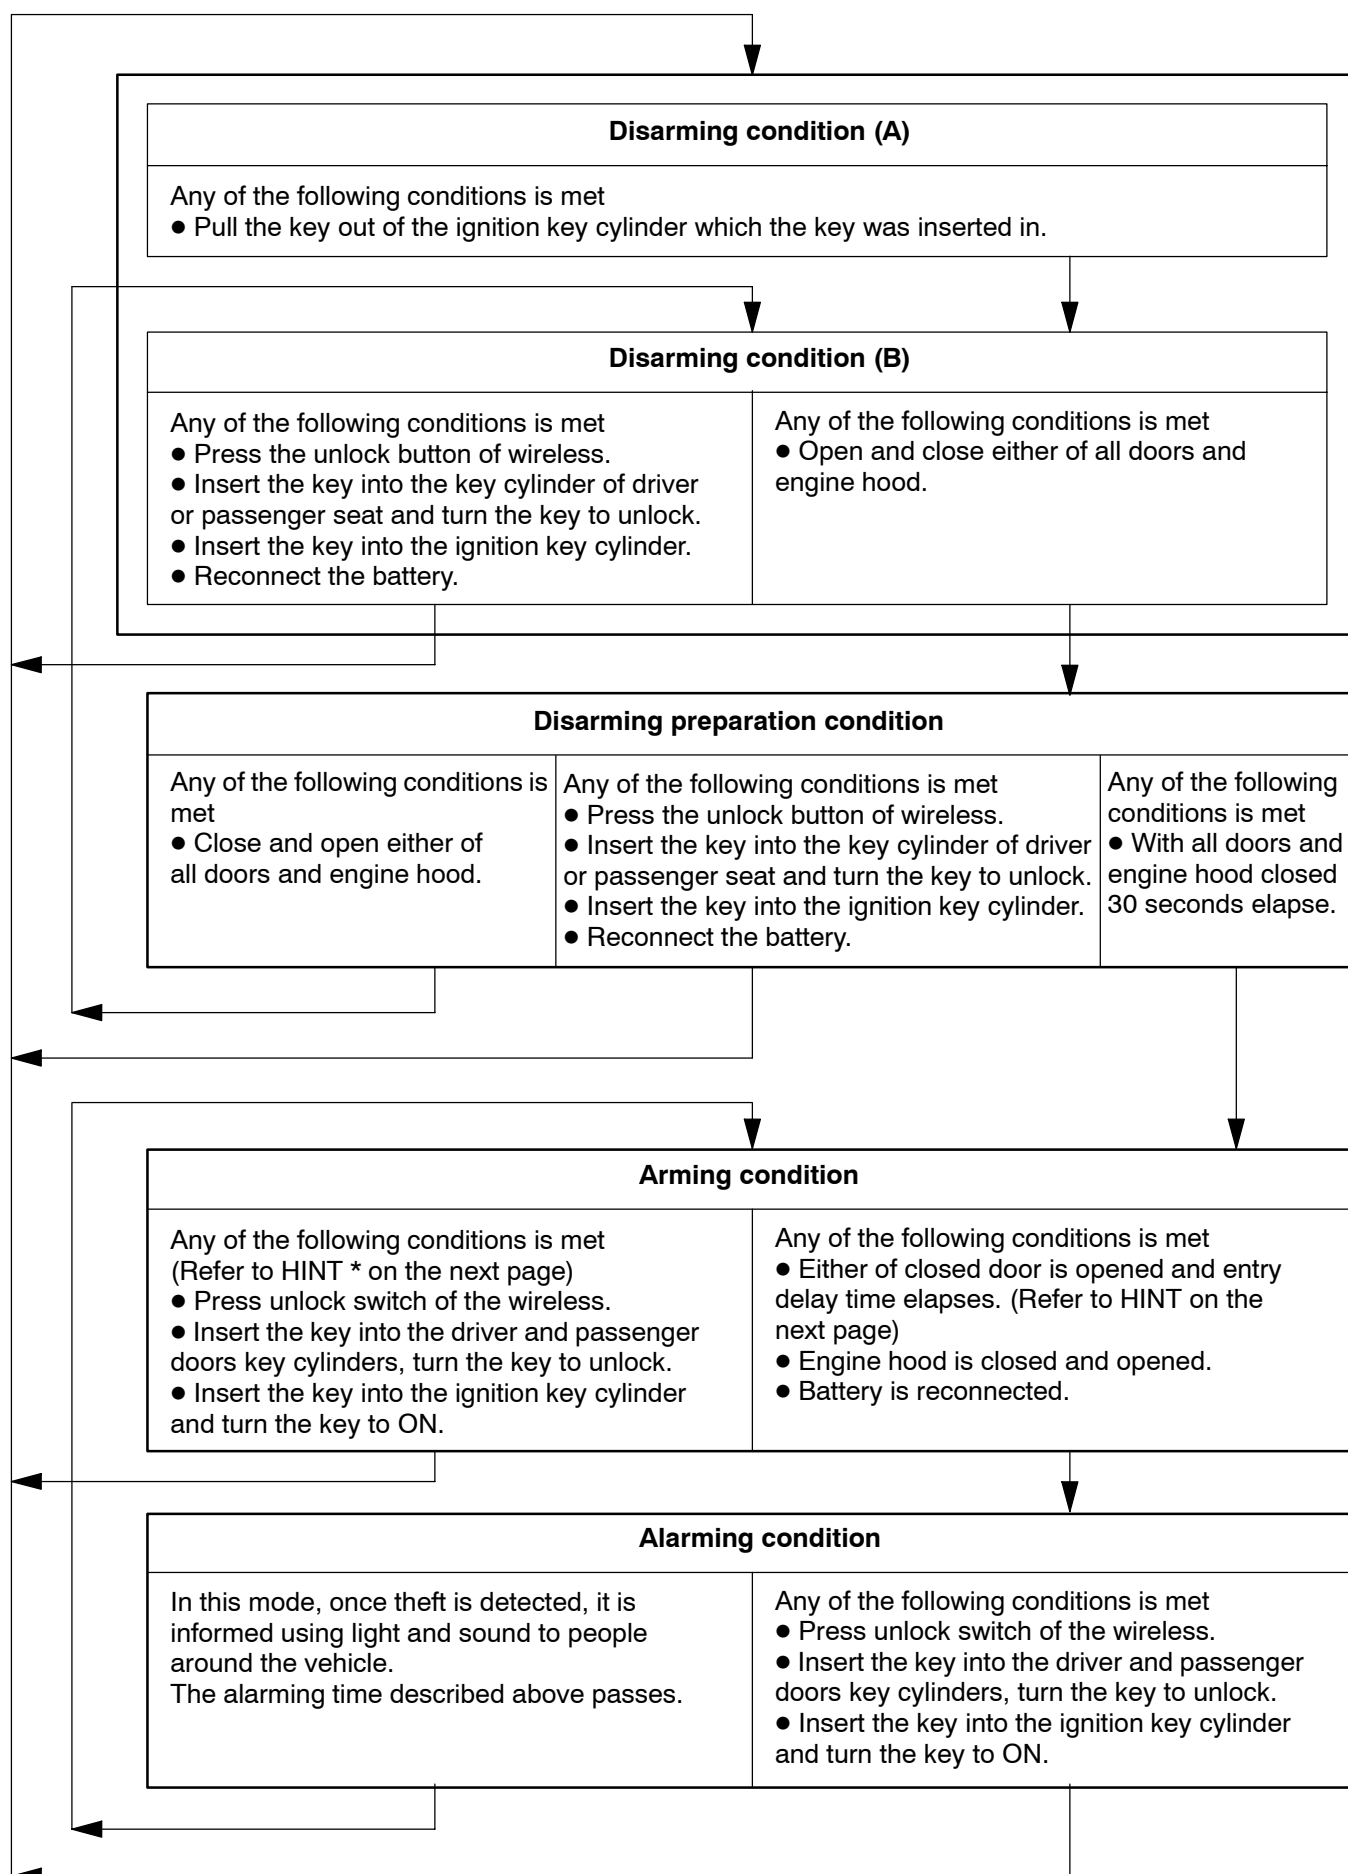 Disarming condition (A)
Any of the following conditions is met
● Pull the key out of the ignition key cylinder which the key was inserted in.
Disarming condition (B)
Any of the following conditions is met
● Press the unlock button of wireless.
● Insert the key into the key cylinder of driver
or passenger seat and turn the key to unlock.
● Insert the key into the ignition key cylinder.
● Reconnect the battery.
Any of the following conditions is met
● Open and close either of all doors and
engine hood.
Disarming preparation condition
Any of the following conditions is
met
● Close and open either of
all doors and engine hood.
Any of the following conditions is met
● Press the unlock button of wireless.
● Insert the key into the key cylinder of driver
or passenger seat and turn the key to unlock.
● Insert the key into the ignition key cylinder.
● Reconnect the battery.
Any of the following
conditions is met
● With all doors and
engine hood closed
30 seconds elapse.
Arming condition
Any of the following conditions is met
(Refer to HINT * on the next page)
● Press unlock switch of the wireless.
● Insert the key into the driver and passenger
doors key cylinders, turn the key to unlock.
● Insert the key into the ignition key cylinder
and turn the key to ON.
Any of the following conditions is met
● Either of closed door is opened and entry
delay time elapses. (Refer to HINT on the
next page)
● Engine hood is closed and opened.
● Battery is reconnected.
Alarming condition
In this mode, once theft is detected, it is
informed using light and sound to people
around the vehicle.
The alarming time described above passes.
Any of the following conditions is met
● Press unlock switch of the wireless.
● Insert the key into the driver and passenger
doors key cylinders, turn the key to unlock.
● Insert the key into the ignition key cylinder
and turn the key to ON.